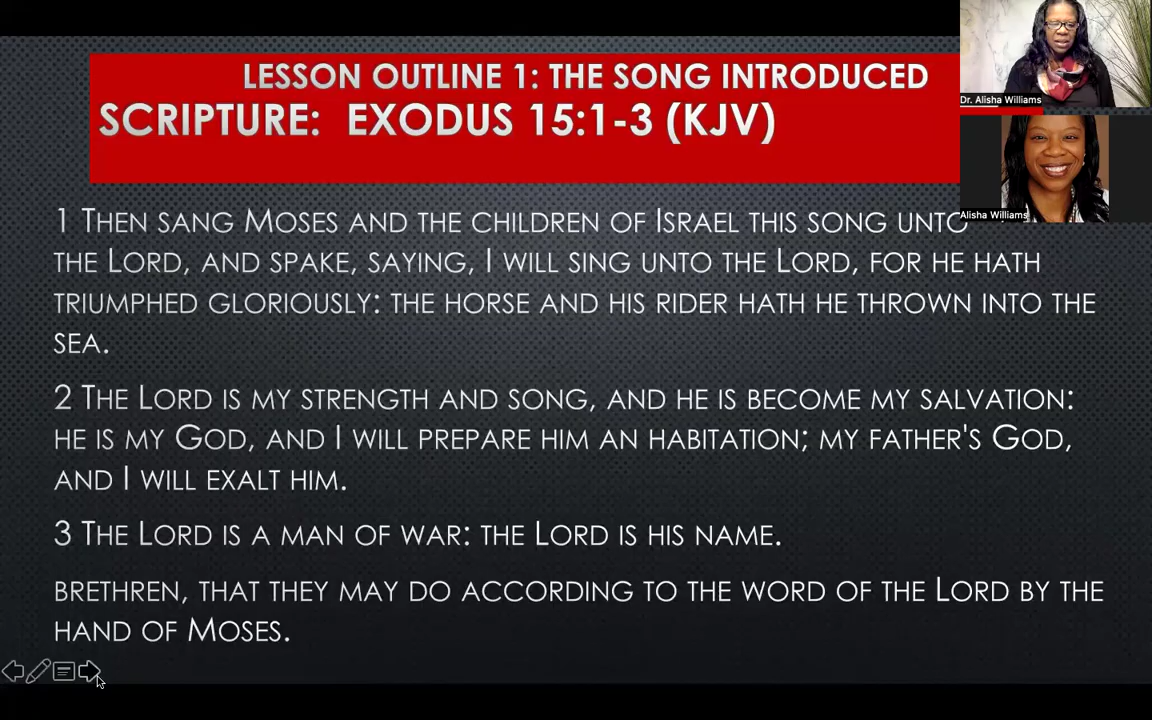 LESSON OUTLINE 1: THE SONG INTRODUCED
SCRIPTURE: EXODUS 15:1-3 (KJV)
Dr. Alisha Williams
Alisha Williams
1 THEN SANG MOSES AND THE CHILDREN OF ISRAEL THIS SONG UNTO
THE LORD, AND SPAKE, SAYING, I WILL SING UNTO THE LORD, FOR HE HATH
TRIUMPHED GLORIOUSLY: THE HORSE AND HIS RIDER HATH HE THROWN INTO THE
SEA.
2 THE LORD IS MY STRENGTH AND SONG, AND HE IS BECOME MY SALVATION:
HE IS MY GOD, AND I WILL PREPARE HIM AN HABITATION; MY FATHER'S GOD,
AND I WILL EXALT HIM.
3 THE LORD IS A MAN OF WAR: THE LORD IS HIS NAME.
BRETHREN, THAT THEY MAY DO ACCORDING TO THE WORD OF THE LORD BY THE
HAND OF MOSES.